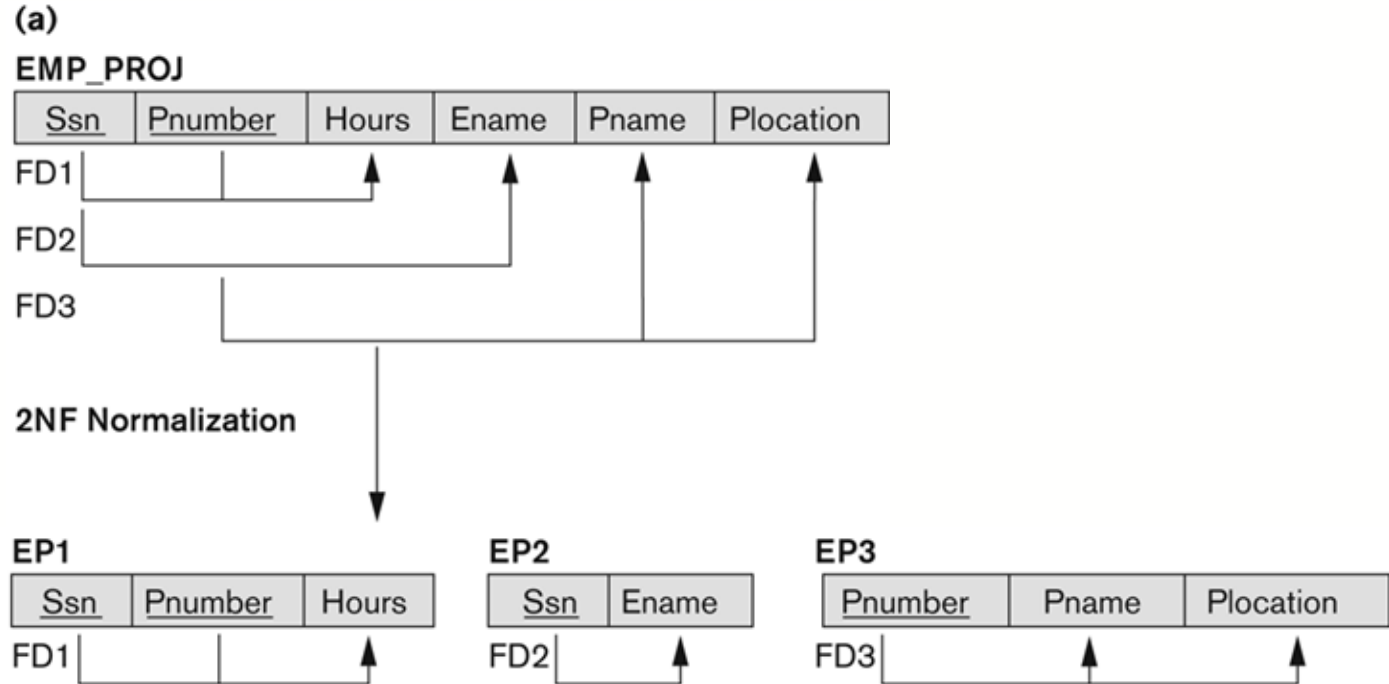 (a)
EMP_PROJ
Ssn Pnumber Hours Ename Pname Plocation
FD1
FD2
FD3
2NF Normalization
EP1 EP2 EP3
Ssn Pnumber Hours Ssn Ename Pnumber Pname Plocation
FD1 FD2 FD3